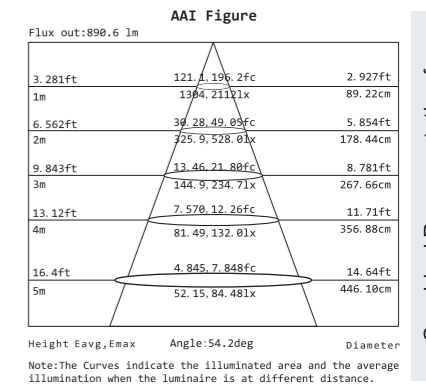 AAI Figure
Flux out:890.6 lm
3.281ft 121.1,196.2fc 2.927ft
1m 1304,2112lx 89.22cm
6.562ft 30.28,49.05fc 5.854ft
2m 325.9,528.0lx 178.44cm
9.843ft 13.46,21.80fc 8.781ft
3m 144.9,234.7lx 267.66cm
13.12ft 7.570,12.26fc 11.71ft
4m 81.49,132.0lx 356.88cm
16.4ft 4.845,7.848fc 14.64ft
5m 52.15,84.48lx 446.10cm
Height Eavg,Emax Angle:54.2deg Diameter
Note:The Curves indicate the illuminated area and the average
illumination when the luminaire is at different distance.